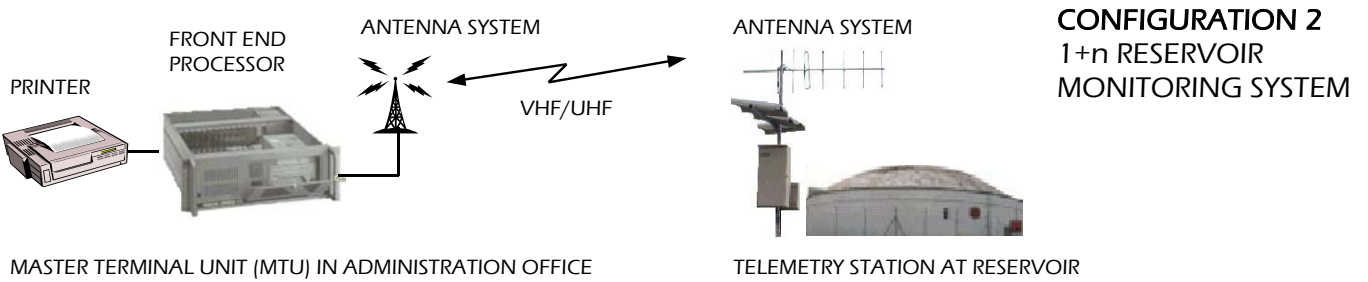 CONFIGURATION 2
1+n RESERVOIR
MONITORING SYSTEM
ANTENNA SYSTEM
ANTENNA SYSTEM
FRONT END
PROCESSOR
PRINTER
VHF/UHF
MASTER TERMINAL UNIT (MTU) IN ADMINISTRATION OFFICE
TELEMETRY STATION AT RESERVOIR